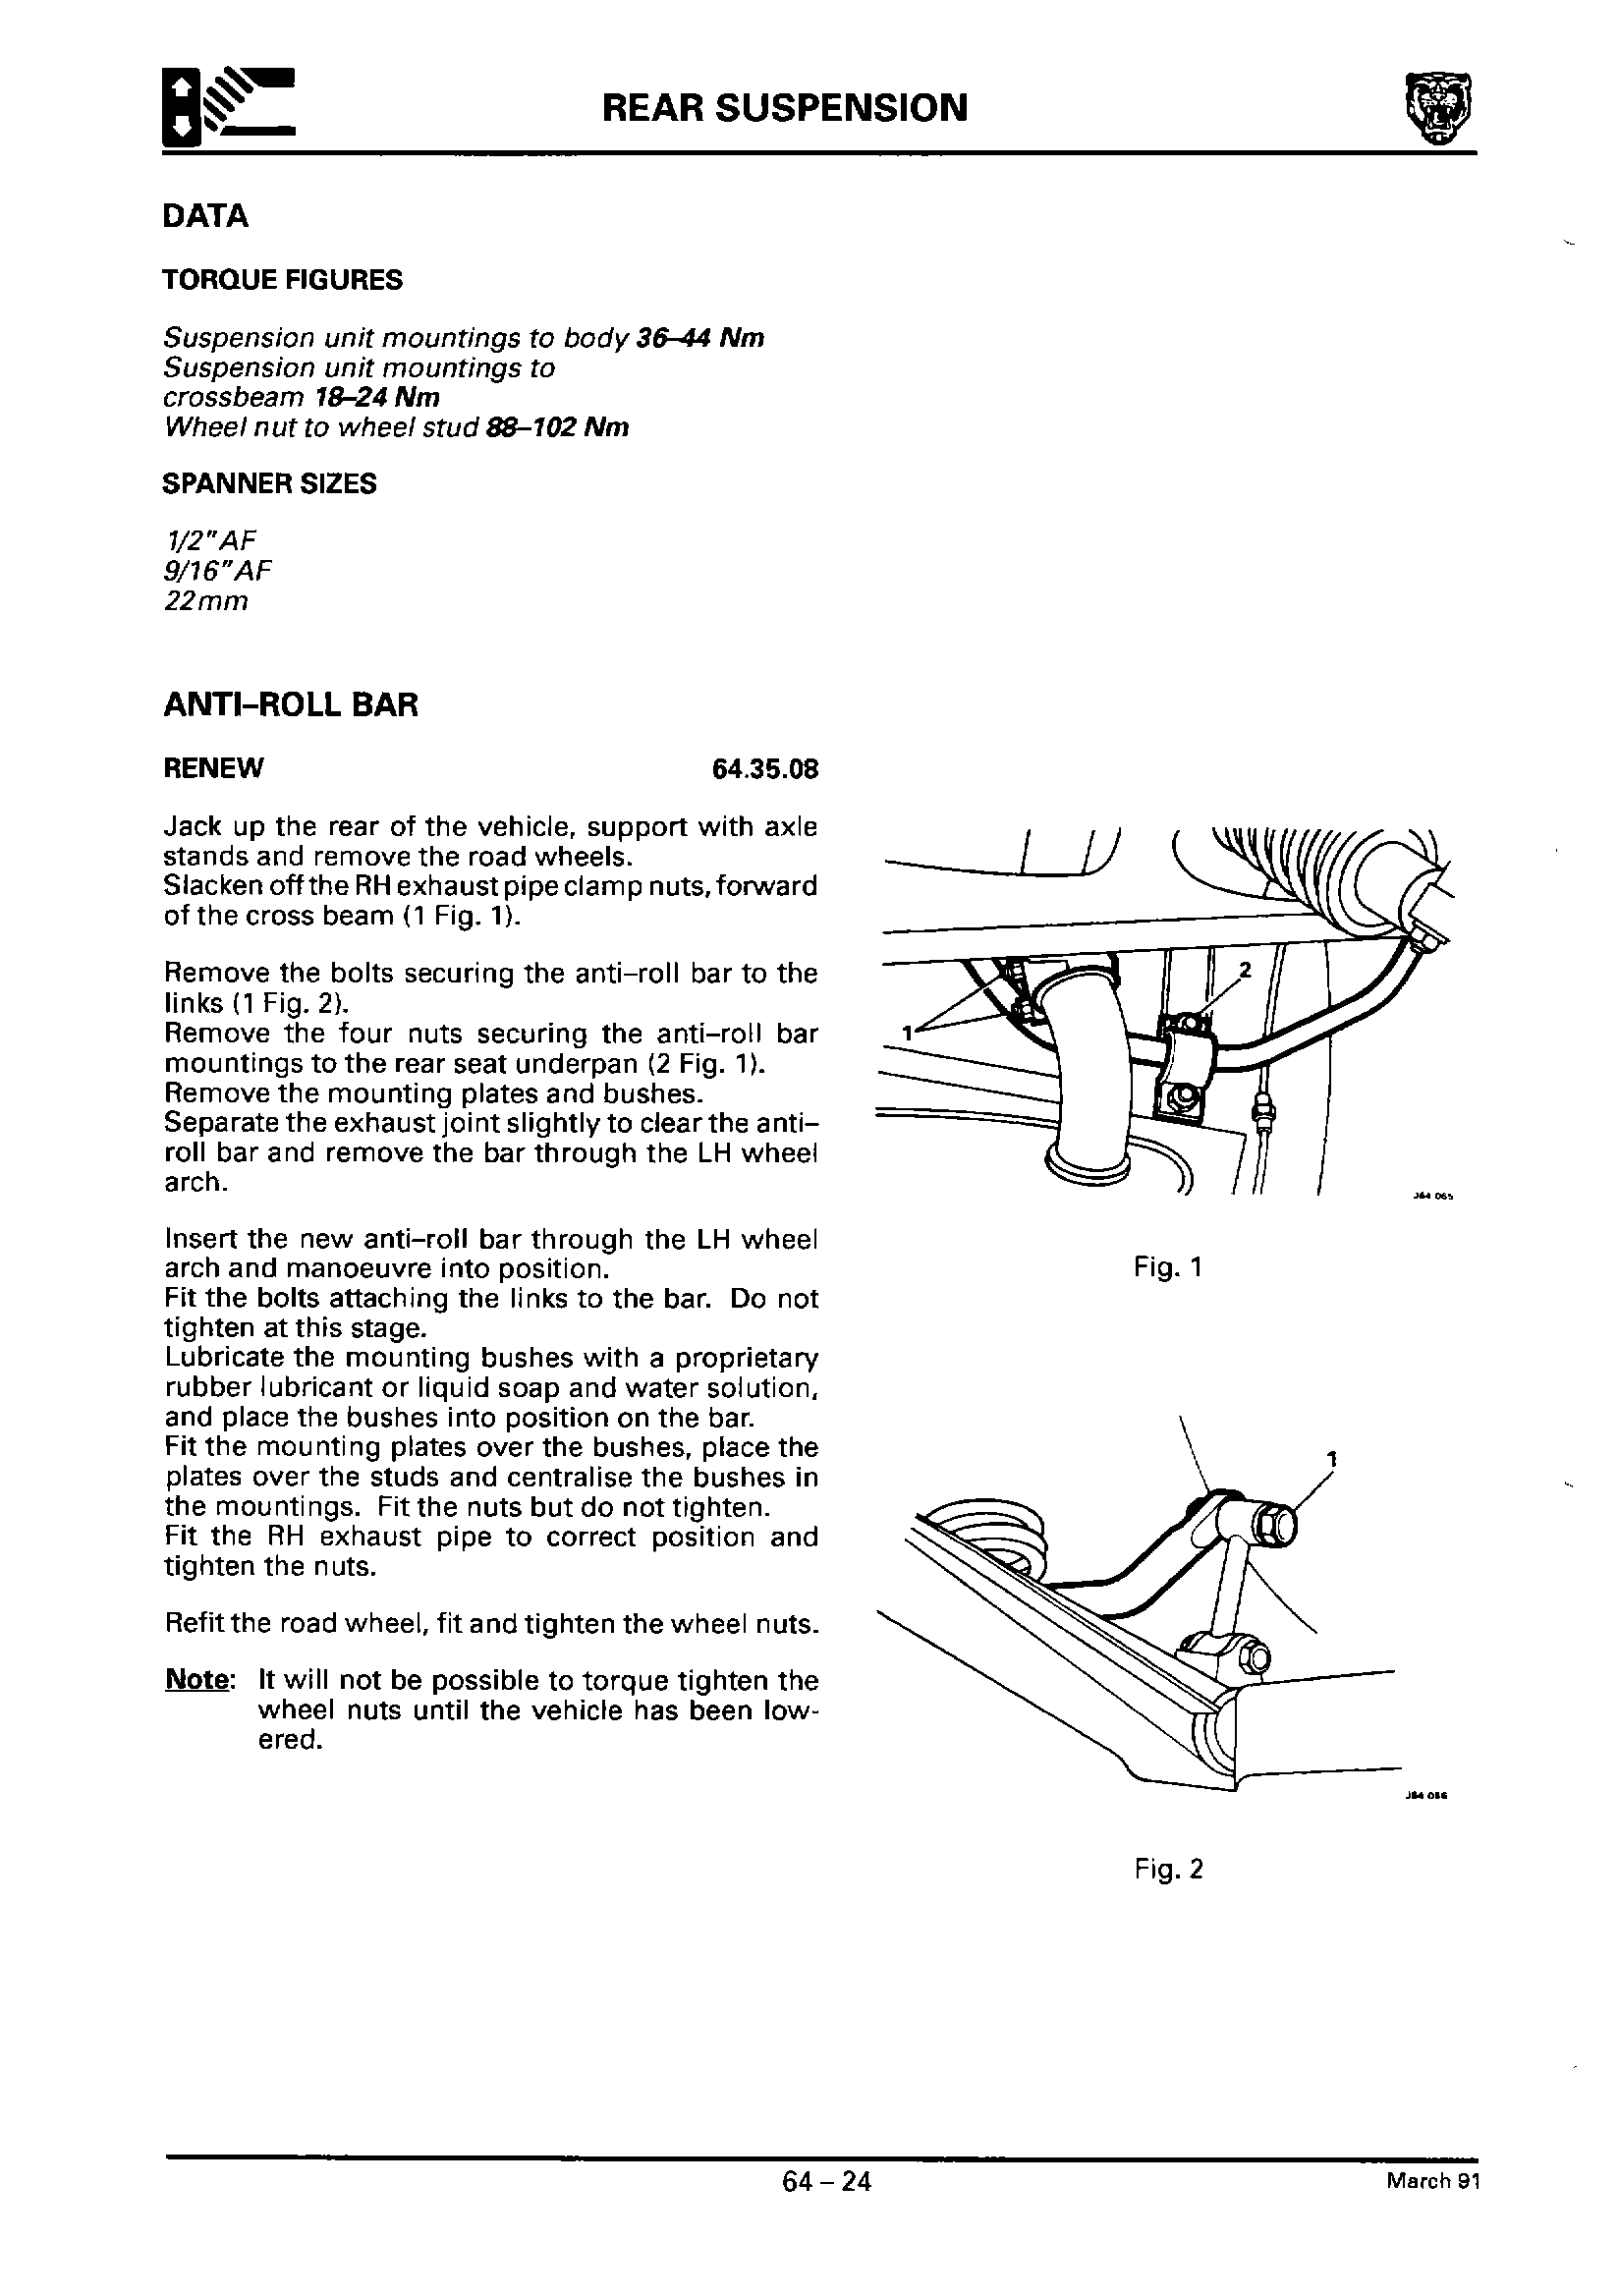 REAR SUSPENSION
DATA
TORQUE FIGURES
Suspension unit mountings to body 36–44 Nm
Suspension unit mountings to
crossbeam 18–24 Nm
Wheel nut to wheel stud 88–102 Nm
SPANNER SIZES
1/2"AF
9/16"AF
22mm
ANTI–ROLL BAR
RENEW 64.35.08
Jack up the rear of the vehicle, support with axle
stands and remove the road wheels.
Slacken off the RH exhaust pipe clamp nuts, forward
of the cross beam (1 Fig. 1).
Remove the bolts securing the anti–roll bar to the
links (1 Fig. 2).
Remove the four nuts securing the anti–roll bar
mountings to the rear seat underpan (2 Fig. 1).
Remove the mounting plates and bushes.
Separate the exhaust joint slightly to clear the anti–
roll bar and remove the bar through the LH wheel
arch.
Insert the new anti–roll bar through the LH wheel
arch and manoeuvre into position.
Fit the bolts attaching the links to the bar. Do not
tighten at this stage.
Lubricate the mounting bushes with a proprietary
rubber lubricant or liquid soap and water solution,
and place the bushes into position on the bar.
Fit the mounting plates over the bushes, place the
plates over the studs and centralise the bushes in
the mountings. Fit the nuts but do not tighten.
Fit the RH exhaust pipe to correct position and
tighten the nuts.
Refit the road wheel, fit and tighten the wheel nuts.
Note: It will not be possible to torque tighten the
wheel nuts until the vehicle has been low-
ered.
2
1
J64 065
Fig. 1
1
J64 066
Fig. 2
64 – 24
March 91